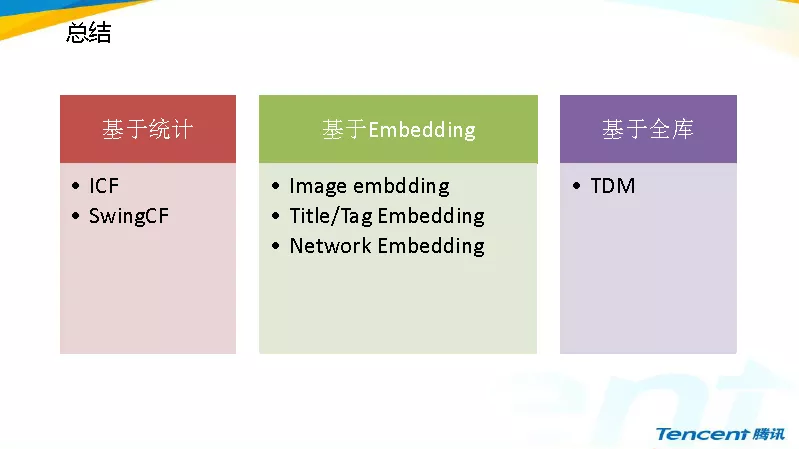 总结
基于统计
• ICF
• SwingCF
基于Embedding
• Image embdding
• Title/Tag Embedding
• Network Embedding
基于全库
• TDM
Tencent 腾讯